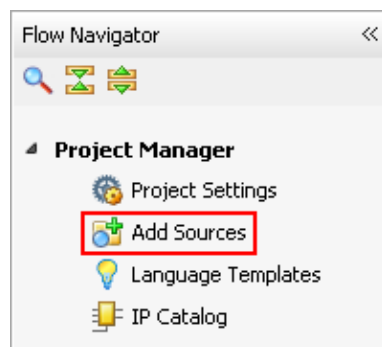 Flow Navigator
Project Manager
Project Settings
Add Sources
Language Templates
IP Catalog